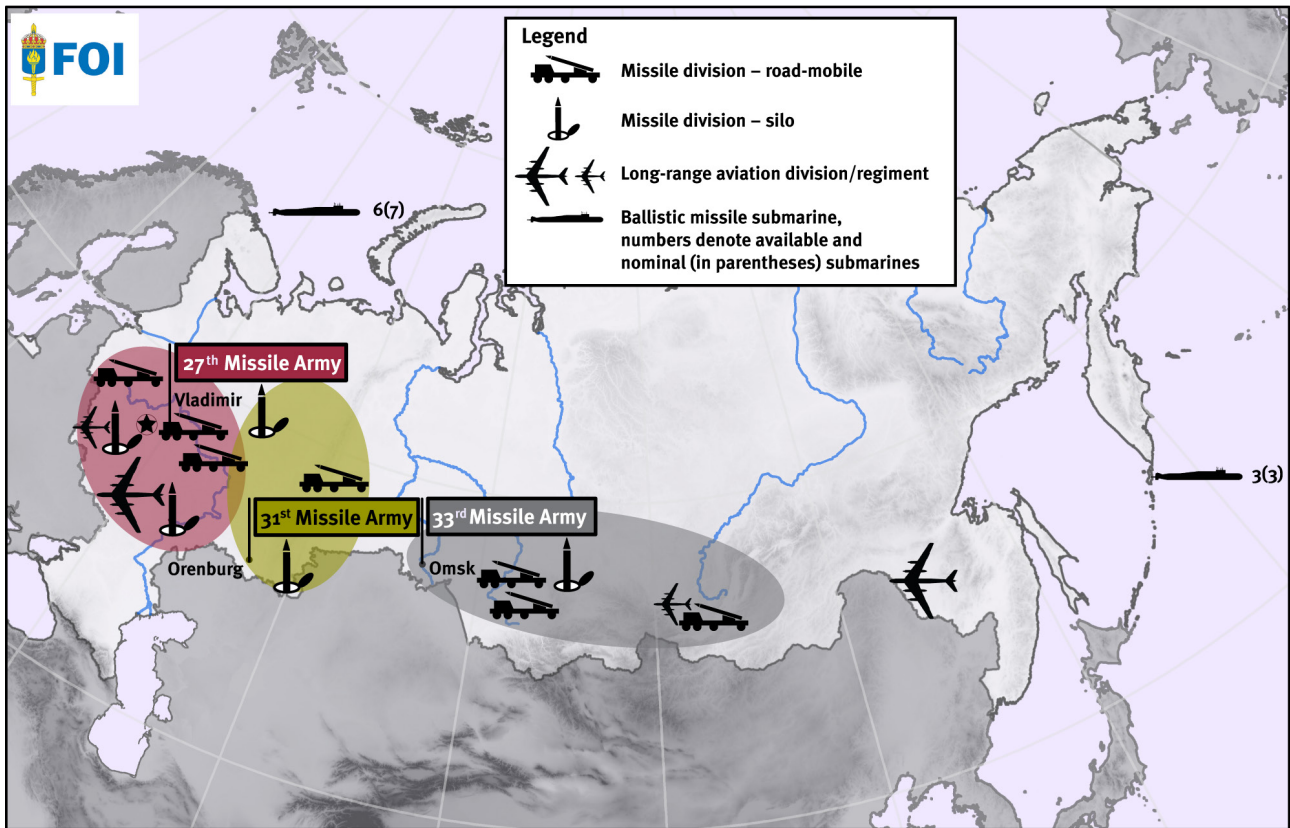 FOI
Legend
Missile division – road-mobile
Missile division – silo
Long-range aviation division/regiment
Ballistic missile submarine,
numbers denote available and
nominal (in parentheses) submarines
6(7)
27th Missile Army
Vladimir
3(3)
31st Missile Army
33rd Missile Army
Orenburg
Omsk